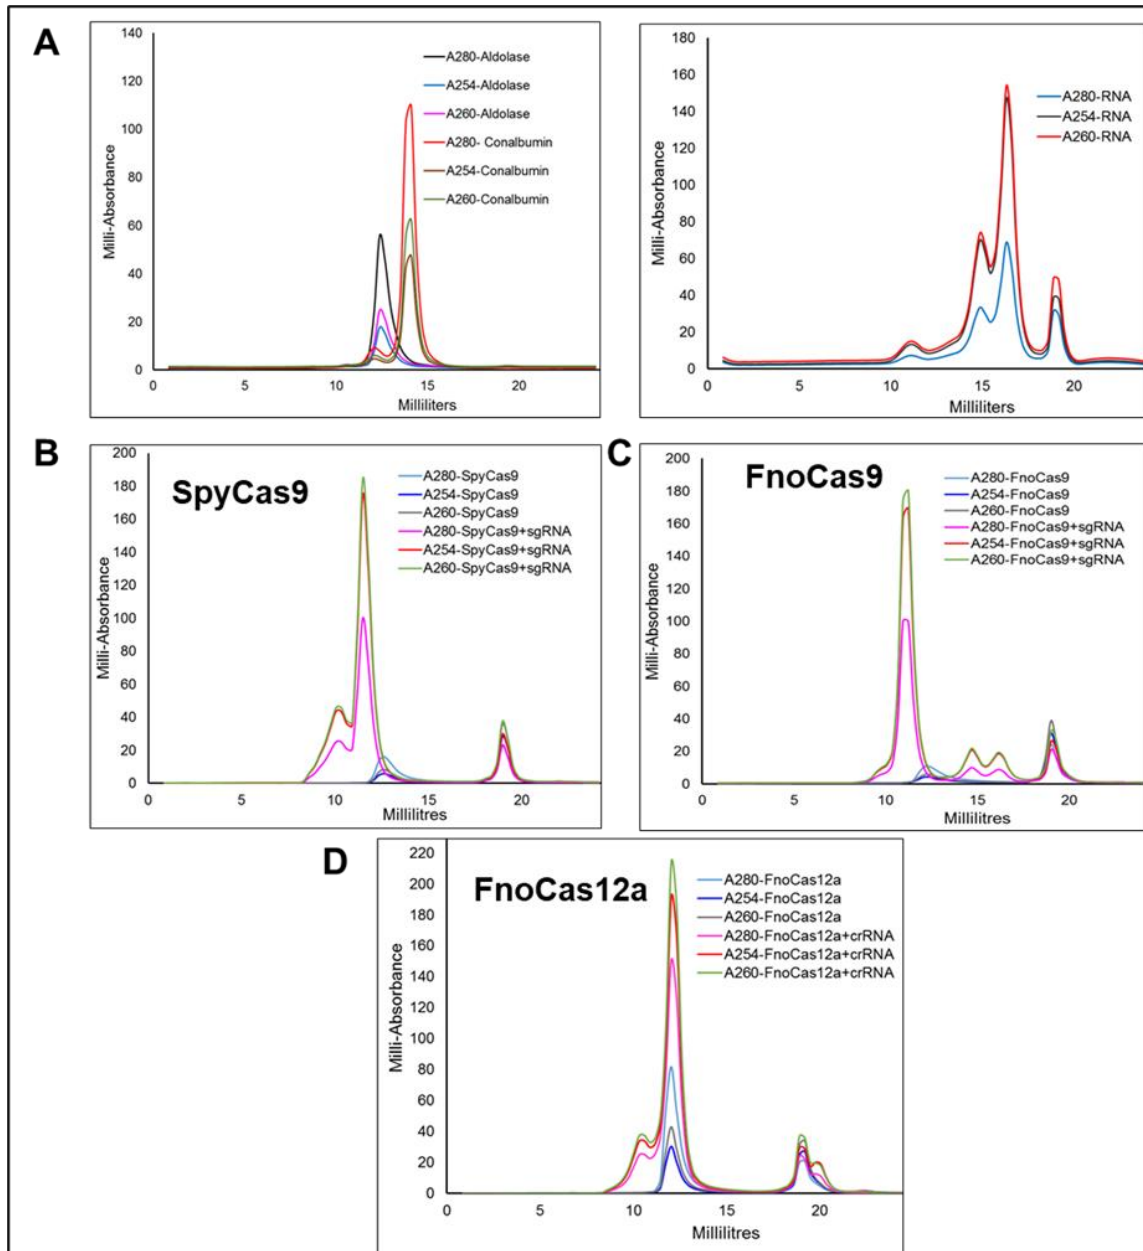 A
140
120
100
80
60
40
20
0
Milli-Absorbance
A280-Aldolase
A254-Aldolase
A260-Aldolase
A280- Conalbumin
A254-Conalbumin
A260-Conalbumin
0 5 10 15 20
Milliliters
180
160
140
120
100
80
60
40
20
0
Milli-Absorbance
A280-RNA
A254-RNA
A260-RNA
0 5 10 15 20
Milliliters
B
SpyCas9
200
180
160
140
120
100
80
60
40
20
0
Milli-Absorbance
A280-SpyCas9
A254-SpyCas9
A260-SpyCas9
A280-SpyCas9+sgRNA
A254-SpyCas9+sgRNA
A260-SpyCas9+sgRNA
0 5 10 15 20
Millilitres
C
FnoCas9
200
180
160
140
120
100
80
60
40
20
0
Milli-Absorbance
A280-FnoCas9
A254-FnoCas9
A260-FnoCas9
A280-FnoCas9+sgRNA
A254-FnoCas9+sgRNA
A260-FnoCas9+sgRNA
0 5 10 15 20
Millilitres
D
FnoCas12a
220
200
180
160
140
120
100
80
60
40
20
0
Milli-Absorbance
A280-FnoCas12a
A254-FnoCas12a
A260-FnoCas12a
A280-FnoCas12a+crRNA
A254-FnoCas12a+crRNA
A260-FnoCas12a+crRNA
0 5 10 15 20
Millilitres